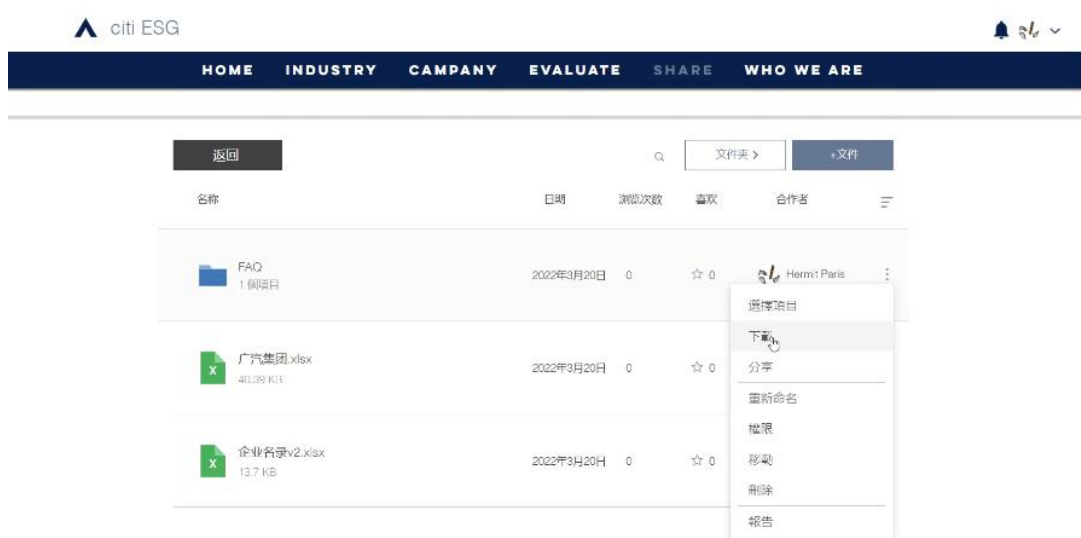 citi ESG
HOME INDUSTRY CAMPANY EVALUATE SHARE WHO WE ARE
返回 文件夹 > +文件
名称 日期 浏览次数 喜欢 合作者
FAQ
1 個項目
2022年3月20日 0 ☆ 0 Hermit Paris
選擇項目
下載
分享
重新命名
權限
移動
刪除
報告
广汽集团.xlsx
40.39 KB
2022年3月20日 0 ☆ 0
企业名录v2.xlsx
13.7 KB
2022年3月20日 0 ☆ 0